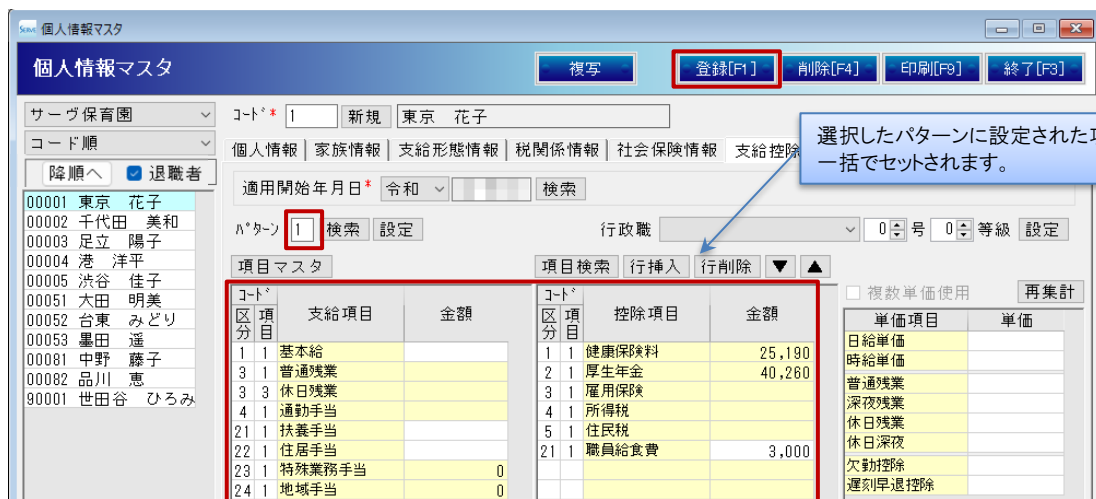 Serve 個人情報マスタ
個人情報マスタ 複写 登録[F1] 削除[F4] 印刷[F9] 終了[F3]
サーヴ保育園 コード* 1 新規 東京 花子
コード順
個人情報 家族情報 支給形態情報 税関係情報 社会保険情報 支給控除
選択したパターンに設定された
一括でセットされます。
降順へ 退職者
適用開始年月日* 令和 検索
パターン 1 検索 設定 行政職 0 号 0 等級 設定
項目マスタ 項目検索 行挿入 行削除 ▼ ▲
00001 東京 花子
00002 千代田 美和
00003 足立 陽子
00004 港 洋平
00005 渋谷 佳子
00051 大田 明美
00052 台東 みどり
00053 墨田 遥
00081 中野 藤子
00082 品川 恵
90001 世田谷 ひろみ
コード
区分 項目 支給項目 金額
1 1 基本給
3 1 普通残業
3 3 休日残業
4 1 通勤手当
21 1 扶養手当
22 1 住居手当
23 1 特殊業務手当 0
24 1 地域手当 0
コード
区分 項目 控除項目 金額
1 1 健康保険料 25,190
2 1 厚生年金 40,260
3 1 雇用保険
4 1 所得税
5 1 住民税
21 1 職員給食費 3,000
複数単価使用 再集計
単価項目 単価
日給単価
時給単価
普通残業
深夜残業
休日残業
休日深夜
欠勤控除
遅刻早退控除